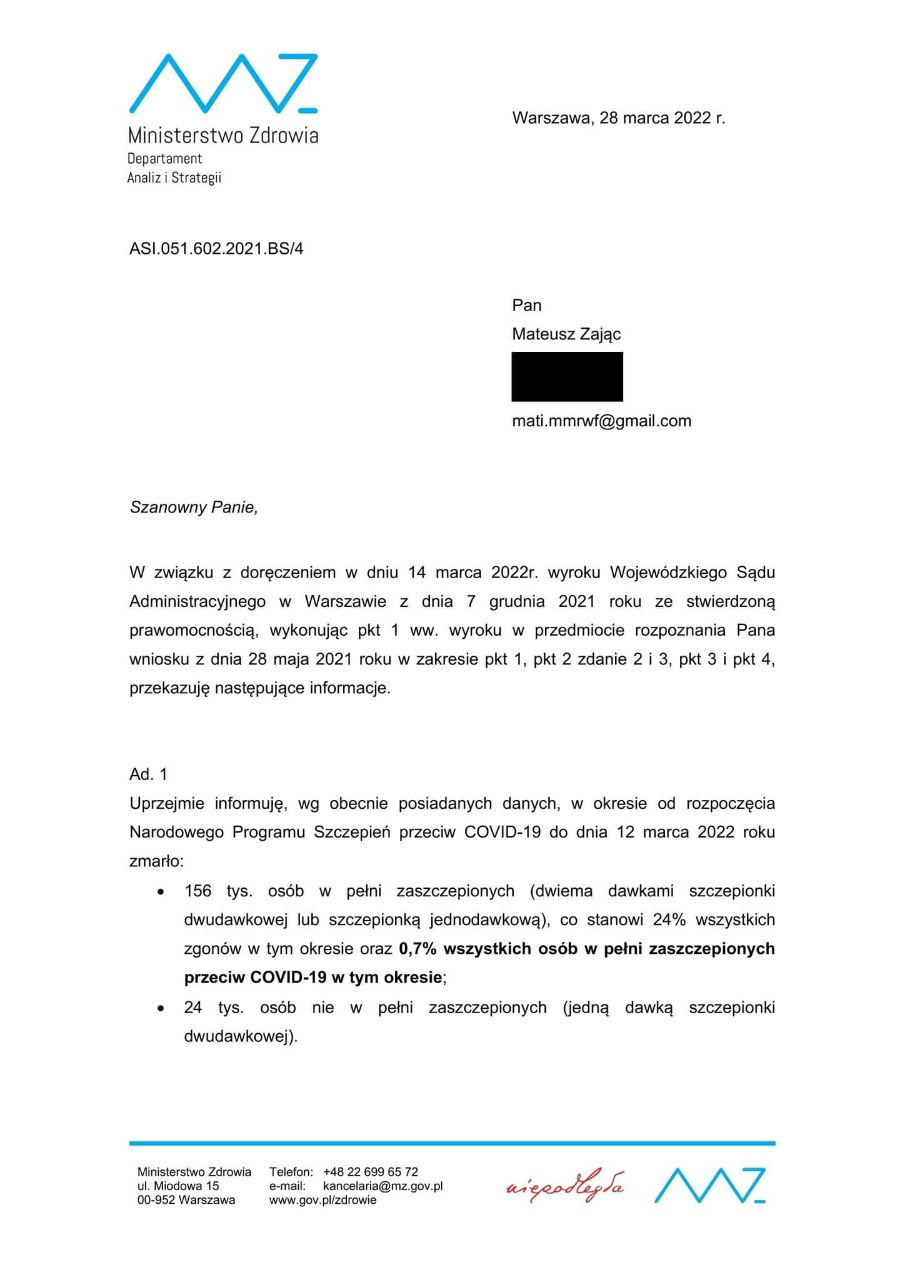 Ministerstwo Zdrowia
Departament
Analiz i Strategii
Warszawa, 28 marca 2022 r.
ASI.051.602.2021.BS/4
Pan
Mateusz Zając
mati.mmrwf@gmail.com
Szanowny Panie,
W związku z doręczeniem w dniu 14 marca 2022r. wyroku Wojewódzkiego Sądu
Administracyjnego w Warszawie z dnia 7 grudnia 2021 roku ze stwierdzoną
prawomocnością, wykonując pkt 1 ww. wyroku w przedmiocie rozpoznania Pana
wniosku z dnia 28 maja 2021 roku w zakresie pkt 1, pkt 2 zdanie 2 i 3, pkt 3 i pkt 4,
przekazuję następujące informacje.
Ad. 1
Uprzejmie informuję, wg obecnie posiadanych danych, w okresie od rozpoczęcia
Narodowego Programu Szczepień przeciw COVID-19 do dnia 12 marca 2022 roku
zmarło:
• 156 tys. osób w pełni zaszczepionych (dwiema dawkami szczepionki
dwudawkowej lub szczepionką jednodawkową), co stanowi 24% wszystkich
zgonów w tym okresie oraz 0,7% wszystkich osób w pełni zaszczepionych
przeciw COVID-19 w tym okresie;
• 24 tys. osób nie w pełni zaszczepionych (jedną dawką szczepionki
dwudawkowej).
Ministerstwo Zdrowia
ul. Miodowa 15
00-952 Warszawa
Telefon: +48 22 699 65 72
e-mail: kancelaria@mz.gov.pl
www.gov.pl/zdrowie
niepodległa
MZ